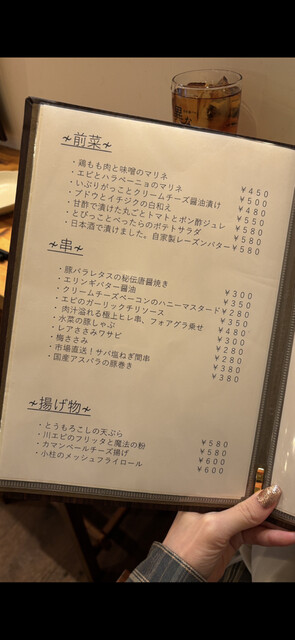 ~前菜~
・鶏もも肉と味噌のマリネ ¥450
・エビとハラペーニョのマリネ ¥500
・いぶりがっことクリームチーズ醤油漬け ¥480
・ブドウとイチジクの白和え ¥550
・甘酢で漬けた丸ごとトマトとポン酢ジュレ ¥580
・とびっことべったらのポテトサラダ ¥580
・日本酒で漬けました。自家製レーズンバター ¥580
~串~
・豚バラレタスの秘伝唐醤焼き ¥300
・エリンギバター醤油 ¥350
・クリームチーズベーコンのハニーマスタード ¥280
・エビのガーリックチリソース ¥350
・肉汁溢れる極上ヒレ串、フォアグラ乗せ ¥480
・水菜の豚しゃぶ ¥300
・レアささみワサビ ¥280
・梅ささみ ¥280
・市場直送!サバ塩ねぎ間串 ¥380
・国産アスパラの豚巻き ¥380
~揚げ物~
・とうもろこしの天ぷら ¥580
・川エビのフリッタと魔法の粉 ¥580
・カマンベールチーズ揚げ ¥600
・小柱のメッシュフライロール ¥600